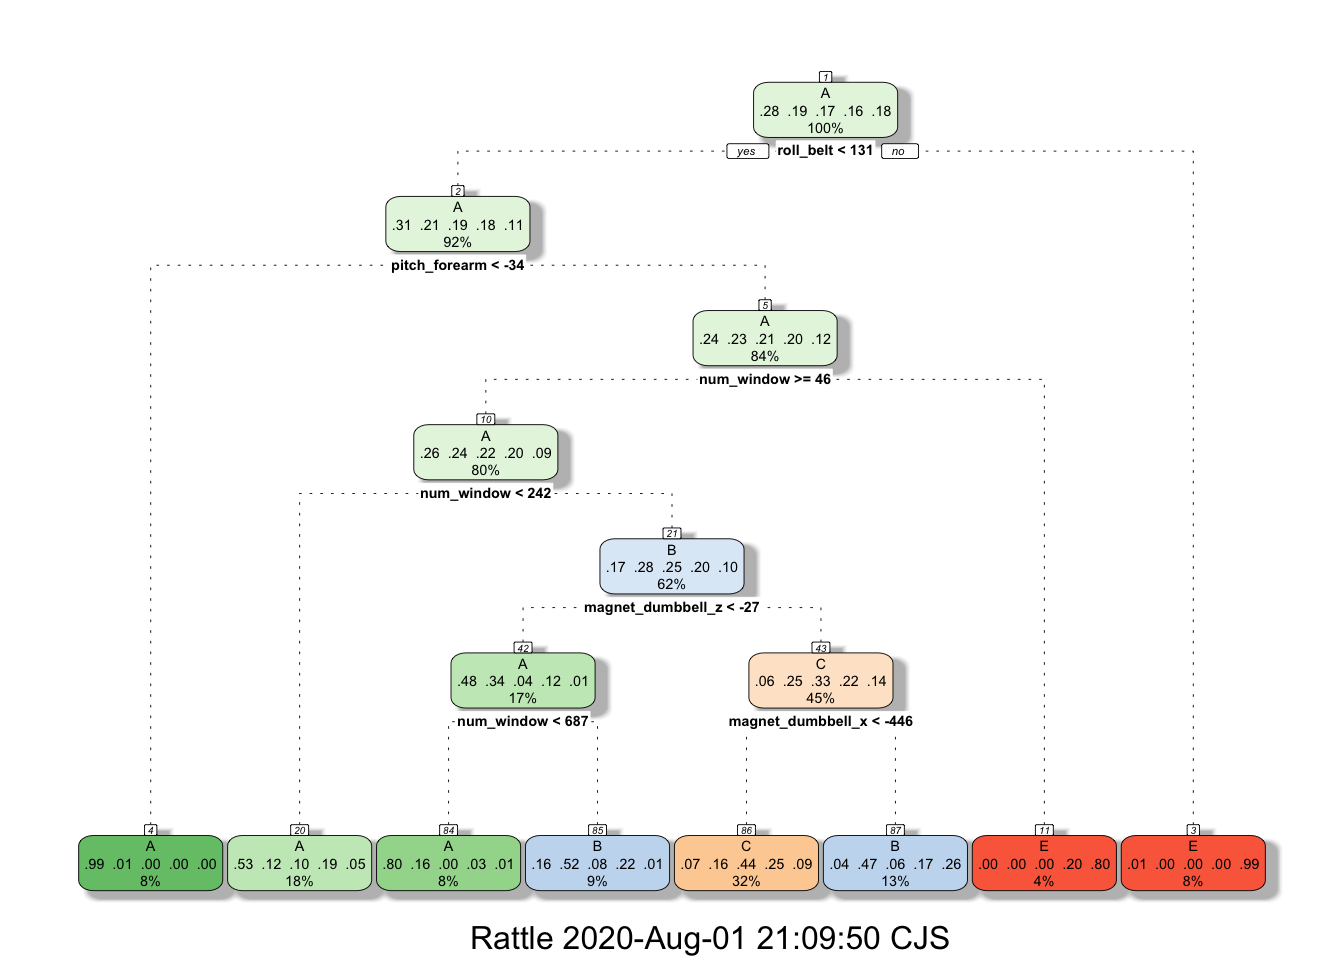 1
A
.28 .19 .17 .16 .18
100%
yes roll_belt < 131 no
2
A
.31 .21 .19 .18 .11
92%
pitch_forearm < -34
5
A
.24 .23 .21 .20 .12
84%
num_window >= 46
10
A
.26 .24 .22 .20 .09
80%
num_window < 242
21
B
.17 .28 .25 .20 .10
62%
magnet_dumbbell_z < -27
42
A
.48 .34 .04 .12 .01
17%
num_window < 687
43
C
.06 .25 .33 .22 .14
45%
magnet_dumbbell_x < -446
4
A
.99 .01 .00 .00 .00
8%
20
A
.53 .12 .10 .19 .05
18%
84
A
.80 .16 .00 .03 .01
8%
85
B
.16 .52 .08 .22 .01
9%
86
C
.07 .16 .44 .25 .09
32%
87
B
.04 .47 .06 .17 .26
13%
11
E
.00 .00 .00 .20 .80
4%
3
E
.01 .00 .00 .00 .99
8%
Rattle 2020-Aug-01 21:09:50 CJS